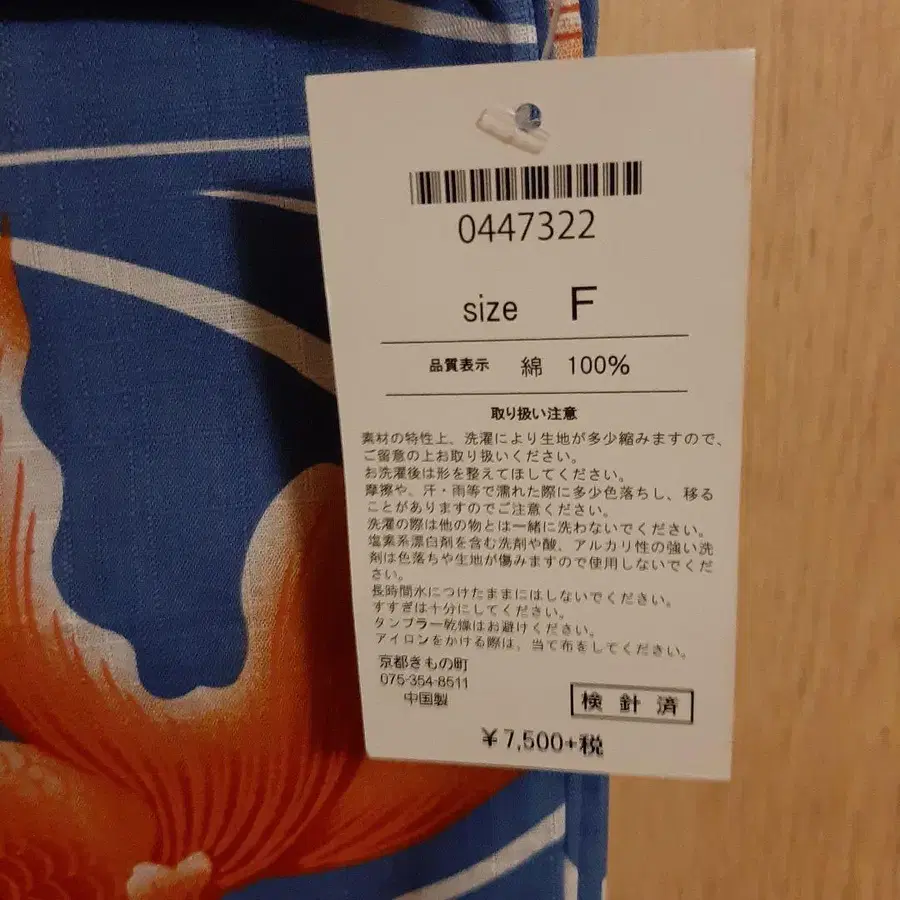 0447322
size F
品質表示 綿 100%
取り扱い注意
素材の特性上、洗濯により生地が多少縮みますので、
ご留意の上お取り扱いください。
お洗濯後は形を整えてほしてください。
摩擦や、汗・雨等で濡れた際に多少色落ちし、移る
ことがありますのでご注意ください。
洗濯の際は他の物とは一緒に洗わないでください。
塩素系漂白剤を含む洗剤や酸、アルカリ性の強い洗
剤は色落ちや生地が傷みますので使用しないでくだ
さい。
長時間水につけたままにはしないでください。
すすぎは十分にしてください。
タンブラー乾燥はお避けください。
アイロンをかける際は、当て布をしてください。
京都きもの町
075-354-8511
中国製
検針済
¥7,500+税